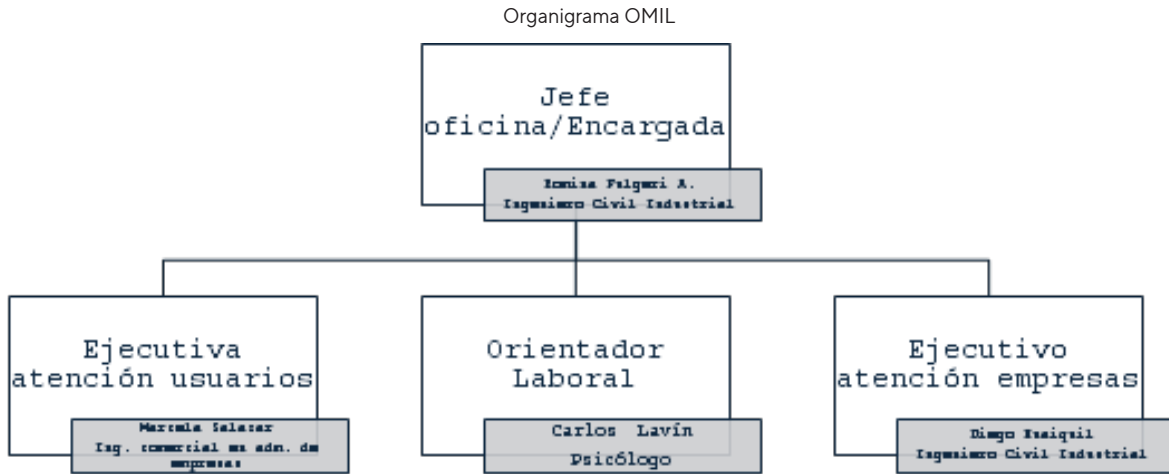 Organigrama OMIL
Jefe
oficina/Encargada
A.
Ingeniero Civil Industrial
Ejecutiva
atención usuarios
Marcela Salazar
Ing. comercial en adm. de
empresas
Orientador
Laboral
Carlos Lavín
Psicólogo
Ejecutivo
atención empresas
Diego
Ingeniero Civil Industrial